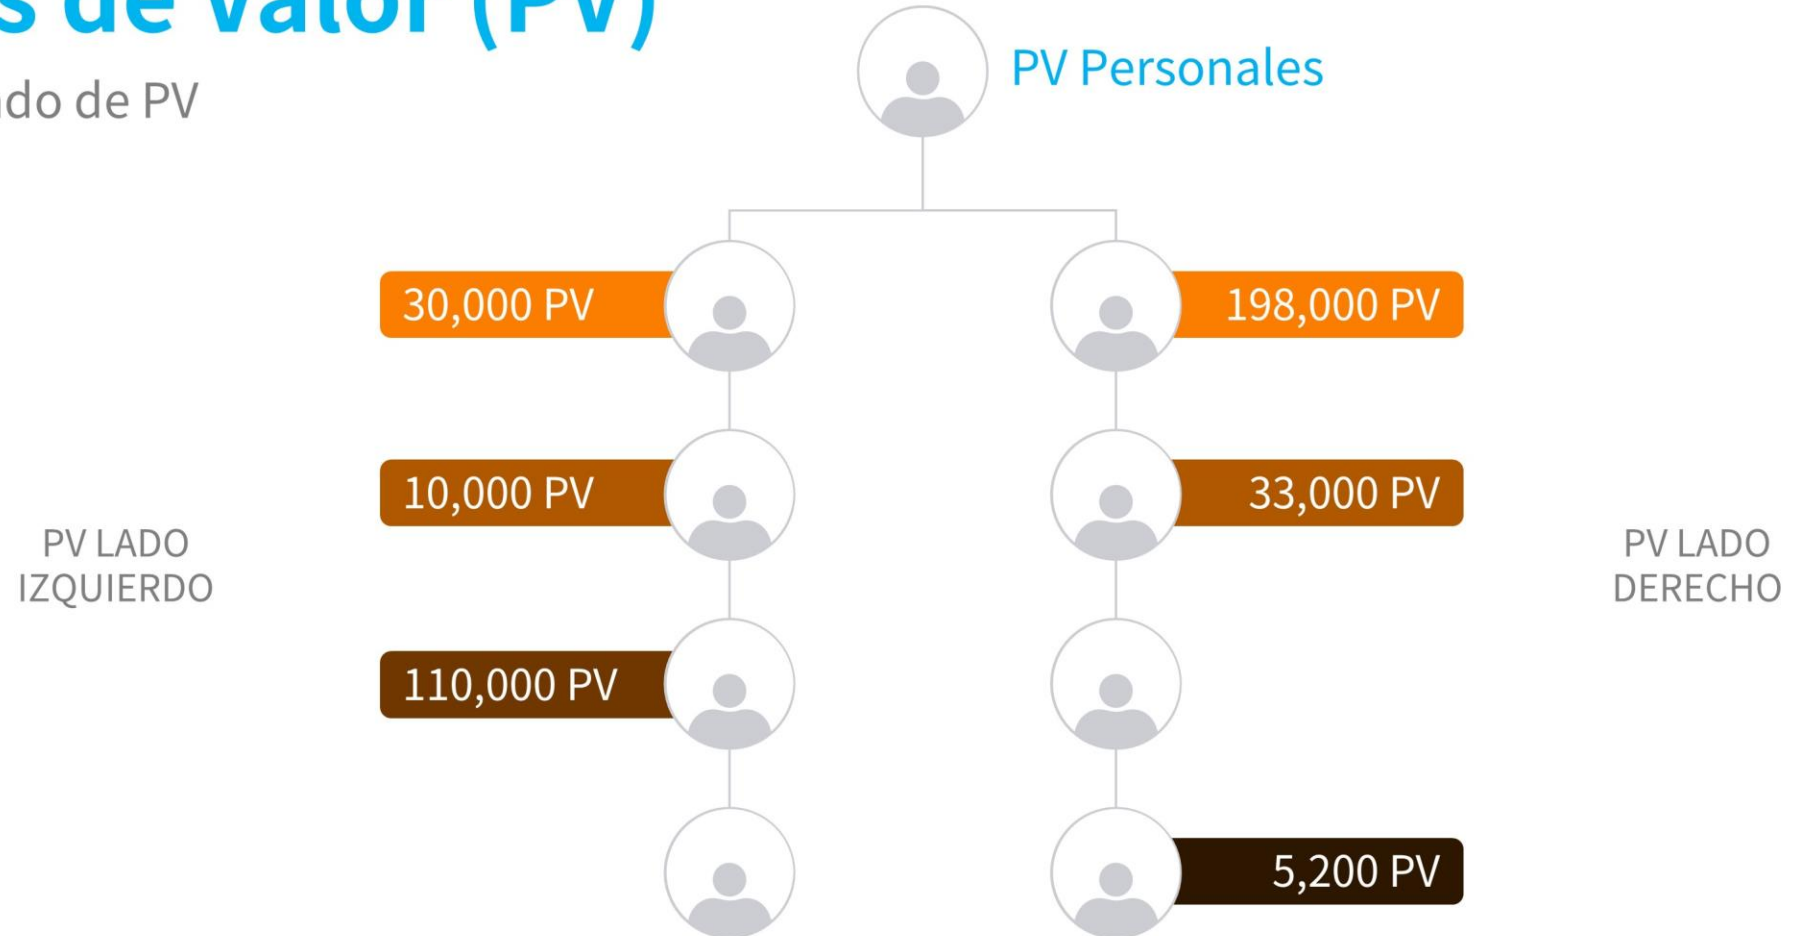 s de Valor (PV)
do de PV
PV Personales
30,000 PV
198,000 PV
10,000 PV
33,000 PV
PV LADO
IZQUIERDO
PV LADO
DERECHO
110,000 PV
5,200 PV